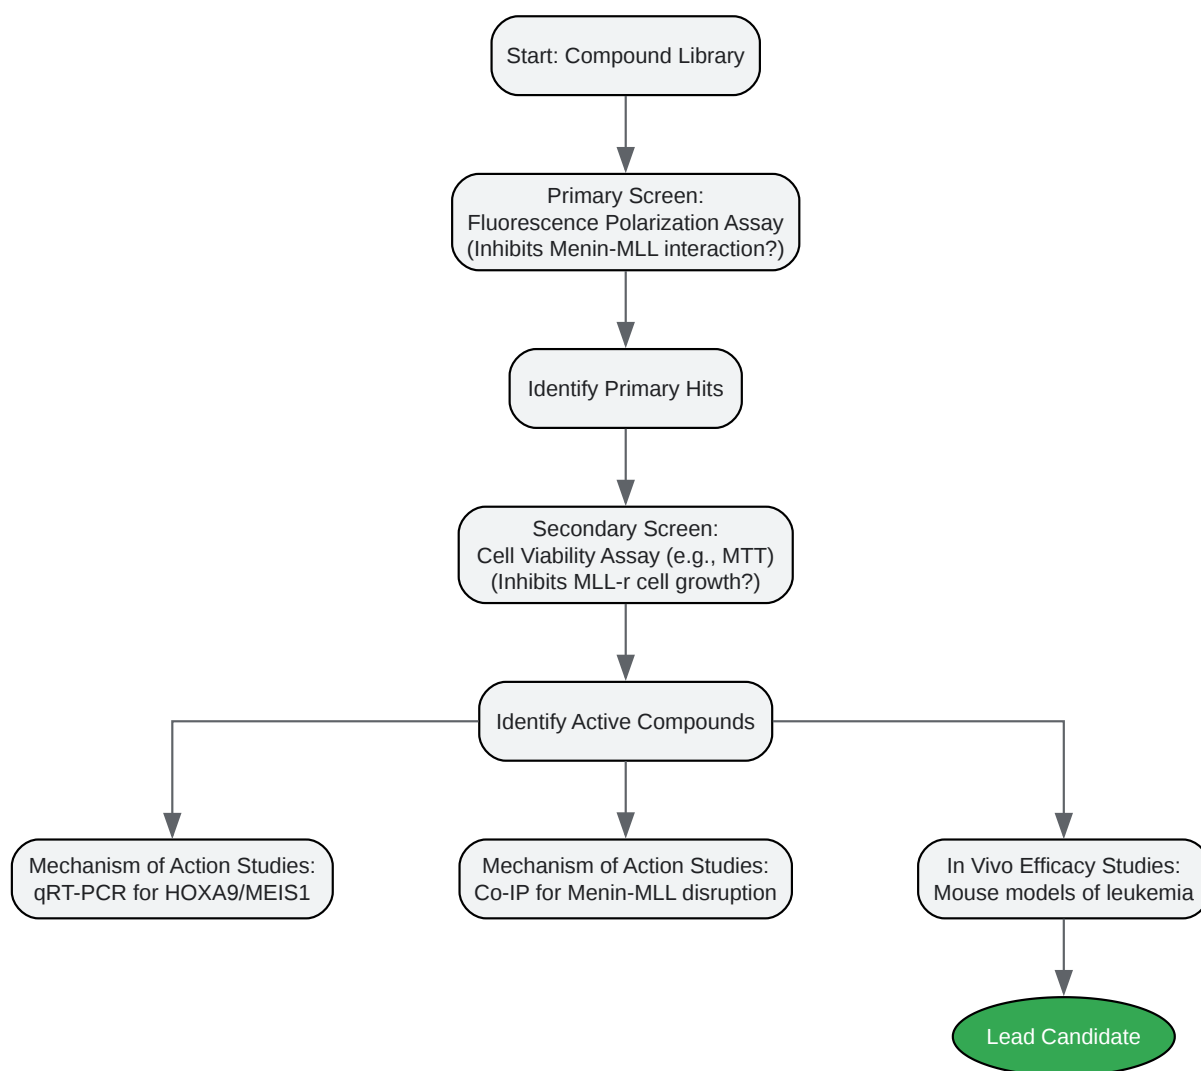 Start: Compound Library
Primary Screen:
Fluorescence Polarization Assay
(Inhibits Menin-MLL interaction?)
Identify Primary Hits
Secondary Screen:
Cell Viability Assay (e.g., MTT)
(Inhibits MLL-r cell growth?)
Identify Active Compounds
Mechanism of Action Studies:
qRT-PCR for HOXA9/MEIS1
Mechanism of Action Studies:
Co-IP for Menin-MLL disruption
In Vivo Efficacy Studies:
Mouse models of leukemia
Lead Candidate